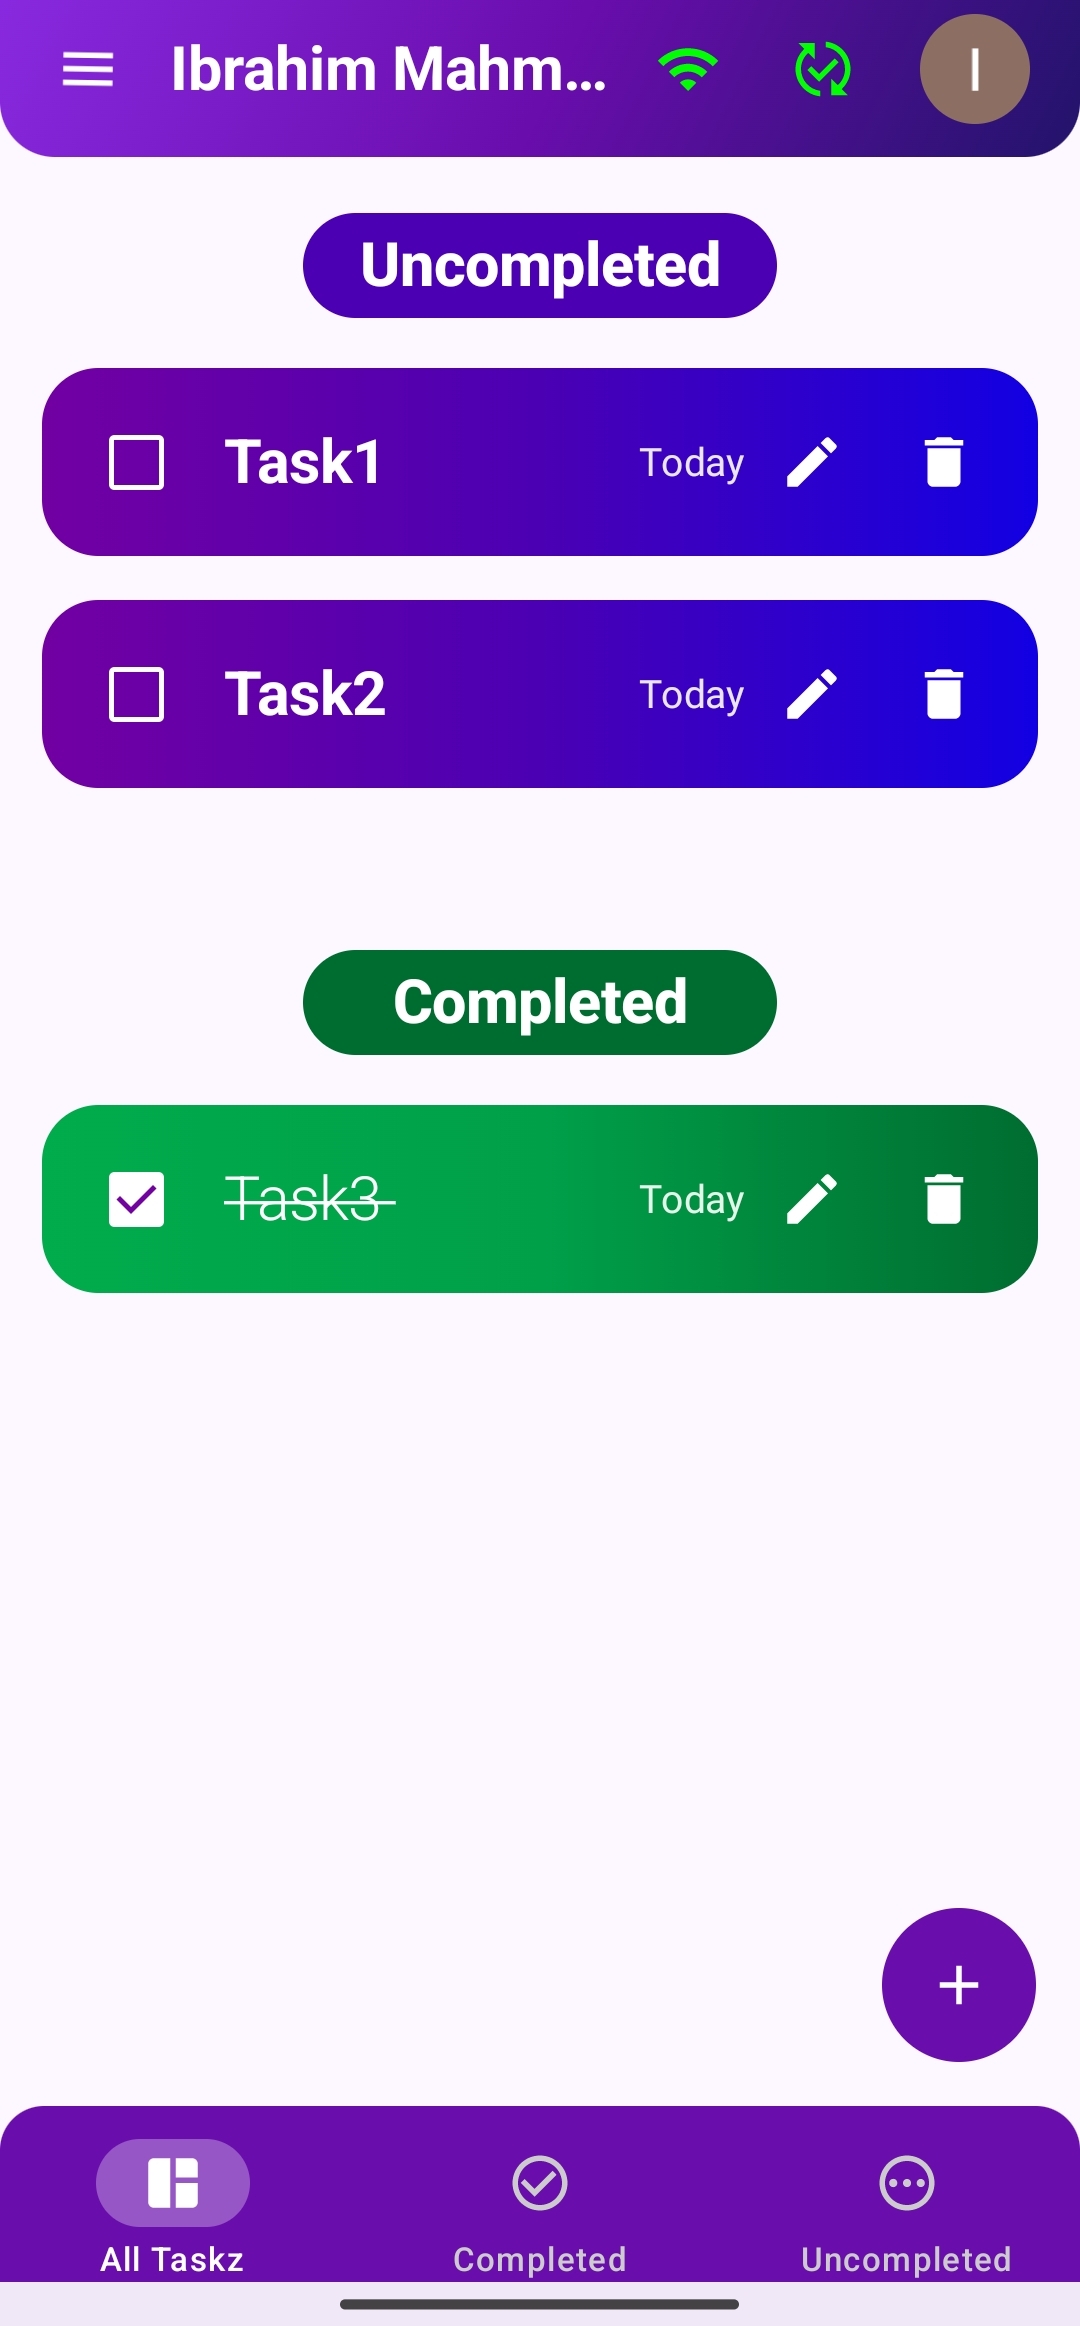 Ibrahim Mahm...
I
Uncompleted
Task1 Today
Task2 Today
Completed
Task3 Today
All Taskz Completed Uncompleted